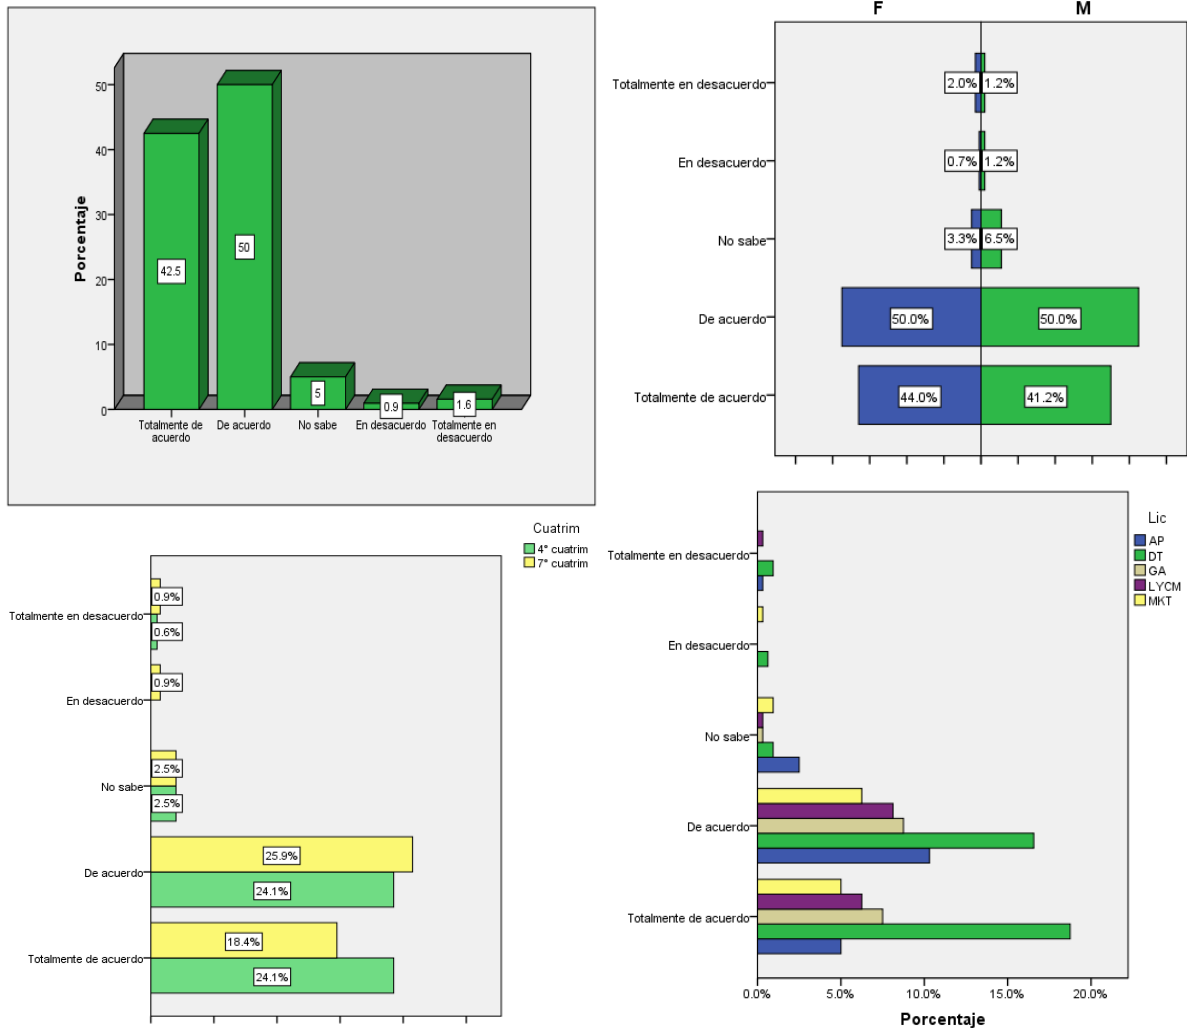 Porcentaje
50
40
30
20
10
0
42.5
50
5
0.9
1.6
Totalmente de
acuerdo
De acuerdo
No sabe
En desacuerdo
Totalmente en
desacuerdo
F M
Totalmente en desacuerdo
2.0% 1.2%
En desacuerdo
0.7% 1.2%
No sabe
3.3% 6.5%
De acuerdo
50.0% 50.0%
Totalmente de acuerdo
44.0% 41.2%
Cuatrim
4° cuatrim
7° cuatrim
Totalmente en desacuerdo
0.9%
0.6%
En desacuerdo
0.9%
No sabe
2.5%
2.5%
De acuerdo
25.9%
24.1%
Totalmente de acuerdo
18.4%
24.1%
Lic
AP
DT
GA
LYCM
MKT
Totalmente en desacuerdo
En desacuerdo
No sabe
De acuerdo
Totalmente de acuerdo
0.0% 5.0% 10.0% 15.0% 20.0%
Porcentaje